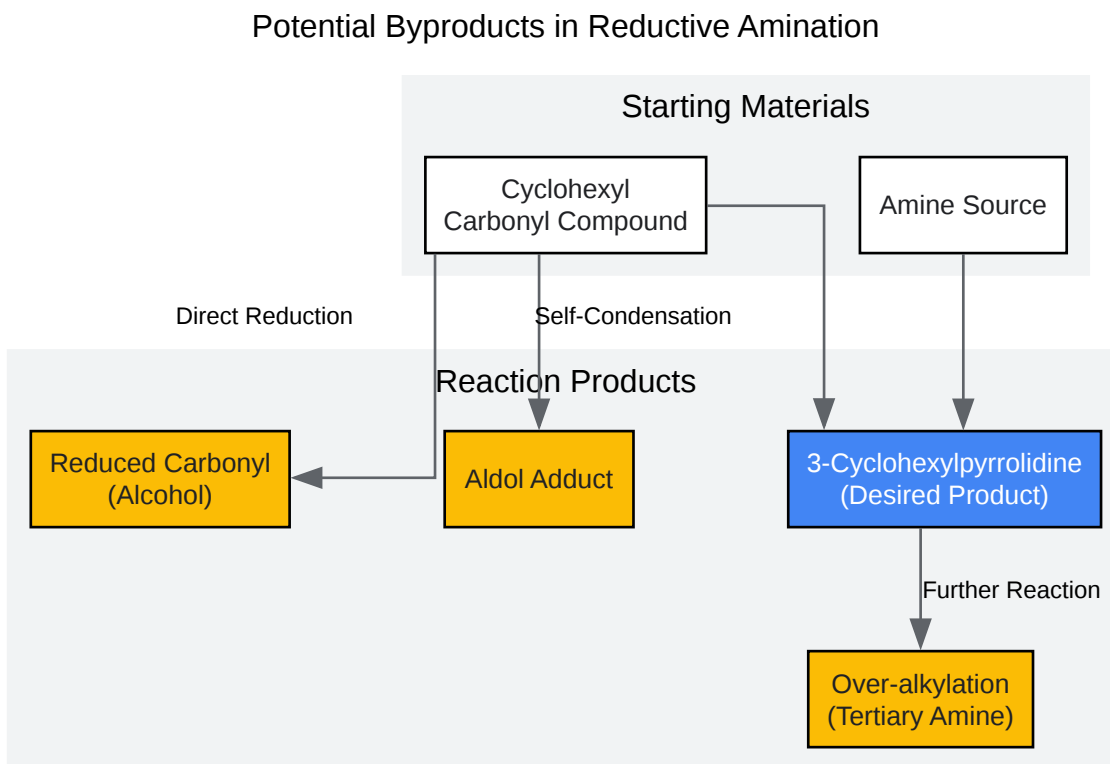 Potential Byproducts in Reductive Amination
Starting Materials
Cyclohexyl
Carbonyl Compound
Amine Source
Direct Reduction
Self-Condensation
Reaction Products
Reduced Carbonyl
(Alcohol)
Aldol Adduct
3-Cyclohexylpyrrolidine
(Desired Product)
Further Reaction
Over-alkylation
(Tertiary Amine)